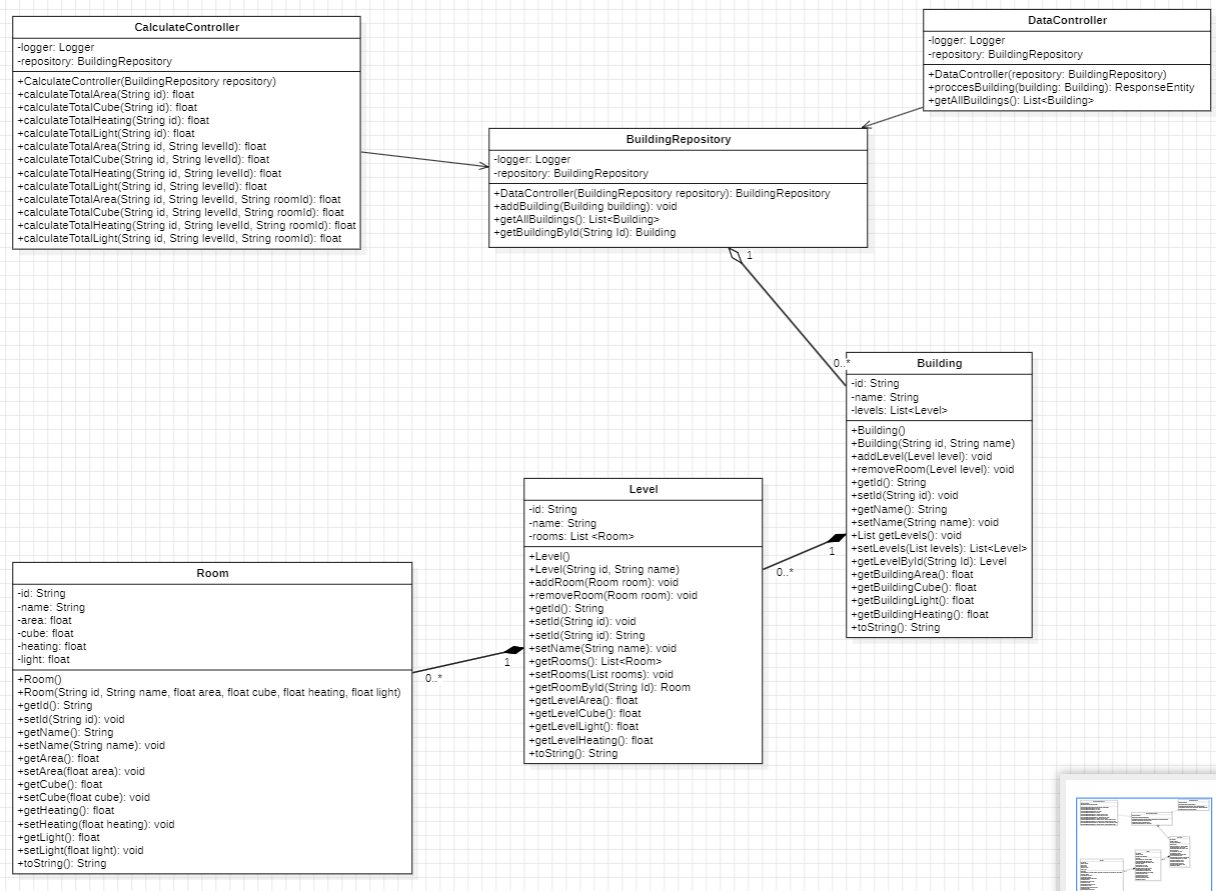 CalculateController
-logger: Logger
-repository: BuildingRepository
+CalculateController(BuildingRepository repository)
+calculateTotalArea(String id): float
+calculateTotalCube(String id): float
+calculateTotalHeating(String id): float
+calculateTotalLight(String id): float
+calculateTotalArea(String id, String levelId): float
+calculateTotalCube(String id, String levelId): float
+calculateTotalHeating(String id, String levelId): float
+calculateTotalLight(String id, String levelId): float
+calculateTotalArea(String id, String levelId, String roomId): float
+calculateTotalCube(String id, String levelId, String roomId): float
+calculateTotalHeating(String id, String levelId, String roomId): float
+calculateTotalLight(String id, String levelId, String roomId): float
DataController
-logger: Logger
-repository: BuildingRepository
+DataController(repository: BuildingRepository)
+proccesBuilding(building: Building): ResponseEntity
+getAllBuildings(): List<Building>
BuildingRepository
-logger: Logger
-repository: BuildingRepository
+DataController(BuildingRepository repository): BuildingRepository
+addBuilding(Building building): void
+getAllBuildings(): List<Building>
+getBuildingById(String Id): Building
1
0..*
Building
-id: String
-name: String
-levels: List<Level>
+Building()
+Building(String id, String name)
+addLevel(Level level): void
+removeRoom(Level level): void
+getId(): String
+setId(String id): void
+getName(): String
+setName(String name): void
+List getLevels(): void
+setLevels(List levels): List<Level>
+getLevelById(String Id): Level
+getBuildingArea(): float
+getBuildingCube(): float
+getBuildingLight(): float
+getBuildingHeating(): float
+toString(): String
1
0..*
Level
-id: String
-name: String
-rooms: List <Room>
+Level()
+Level(String id, String name)
+addRoom(Room room): void
+removeRoom(Room room): void
+getId(): String
+setId(String id): void
+setId(String id): String
+setName(String name): void
+getRooms(): List<Room>
+setRooms(List rooms): void
+getRoomById(String Id): Room
+getLevelArea(): float
+getLevelCube(): float
+getLevelLight(): float
+getLevelHeating(): float
+toString(): String
1
0..*
Room
-id: String
-name: String
-area: float
-cube: float
-heating: float
-light: float
+Room()
+Room(String id, String name, float area, float cube, float heating, float light)
+getId(): String
+setId(String id): void
+getName(): String
+setName(String name): void
+getArea(): float
+setArea(float area): void
+getCube(): float
+setCube(float cube): void
+getHeating(): float
+setHeating(float heating): void
+getLight(): float
+setLight(float light): void
+toString(): String